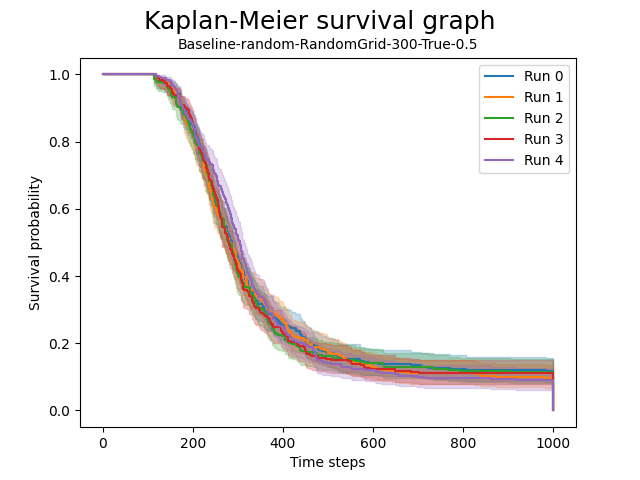 Kaplan-Meier survival graph
Baseline-random-RandomGrid-300-True-0.5
Run 0
Run 1
Run 2
Run 3
Run 4
Survival probability
1.0
0.8
0.6
0.4
0.2
0.0
0 200 400 600 800 1000
Time steps